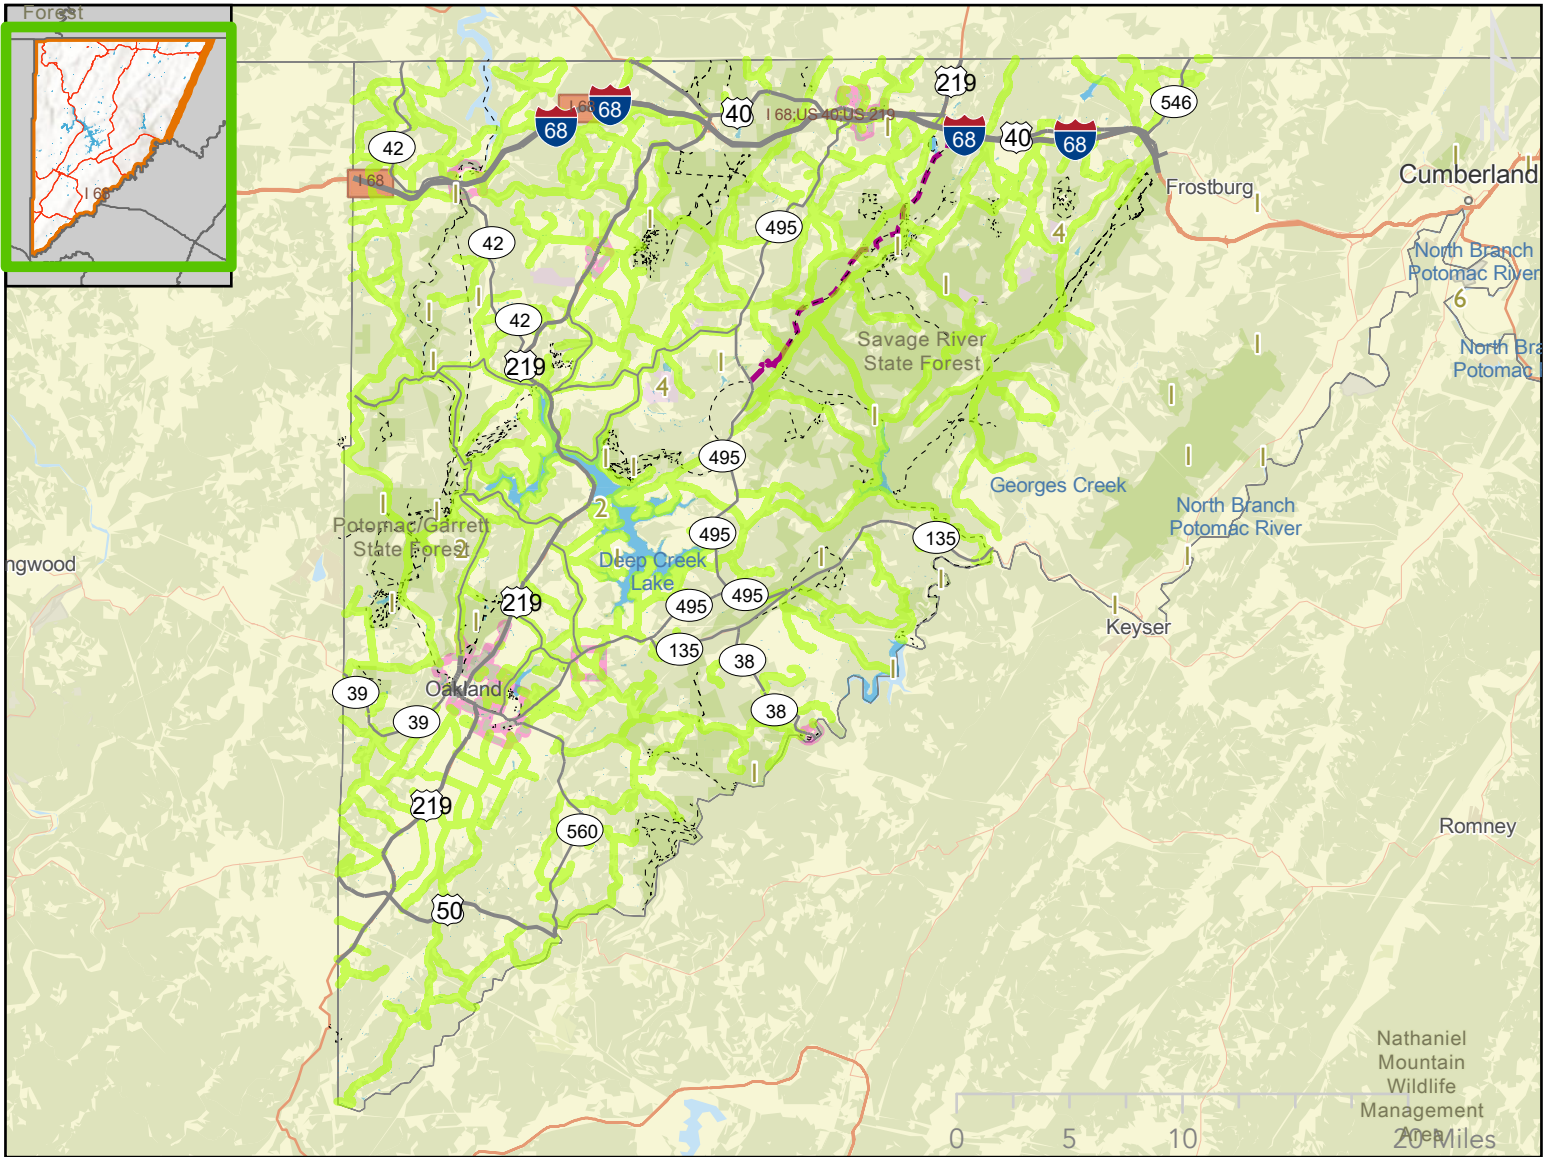 Forest
I 68
219
546
68
I 68
68
40
I 68;US 40;US 219
68
40
68
42
I 68
Frostburg
Cumberland
495
4
42
North Branch
Potomac River
6
42
Savage River
State Forest
219
North Bra
Potomac
4
495
Georges Creek
2
North Branch
Potomac River
Potomac/Garrett
State Forest
2
495
135
Deep Creek
Lake
ngwood
219
495
495
Keyser
135
38
Oakland
39
39
38
219
560
Romney
50
Nathaniel
Mountain
Wildlife
Management
Area
0 5 10 20 Miles
N